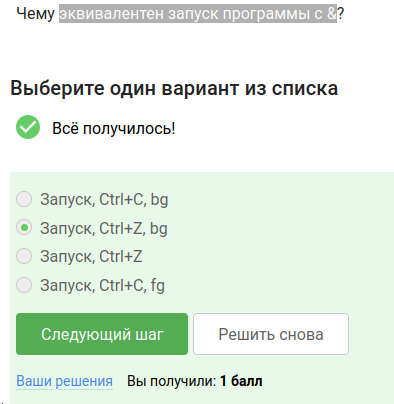 Чему эквивалентен запуск программы с &?
Выберите один вариант из списка
Всё получилось!
Запуск, Ctrl+C, bg
Запуск, Ctrl+Z, bg
Запуск, Ctrl+Z
Запуск, Ctrl+C, fg
Следующий шаг Решить снова
Ваши решения Вы получили: 1 балл